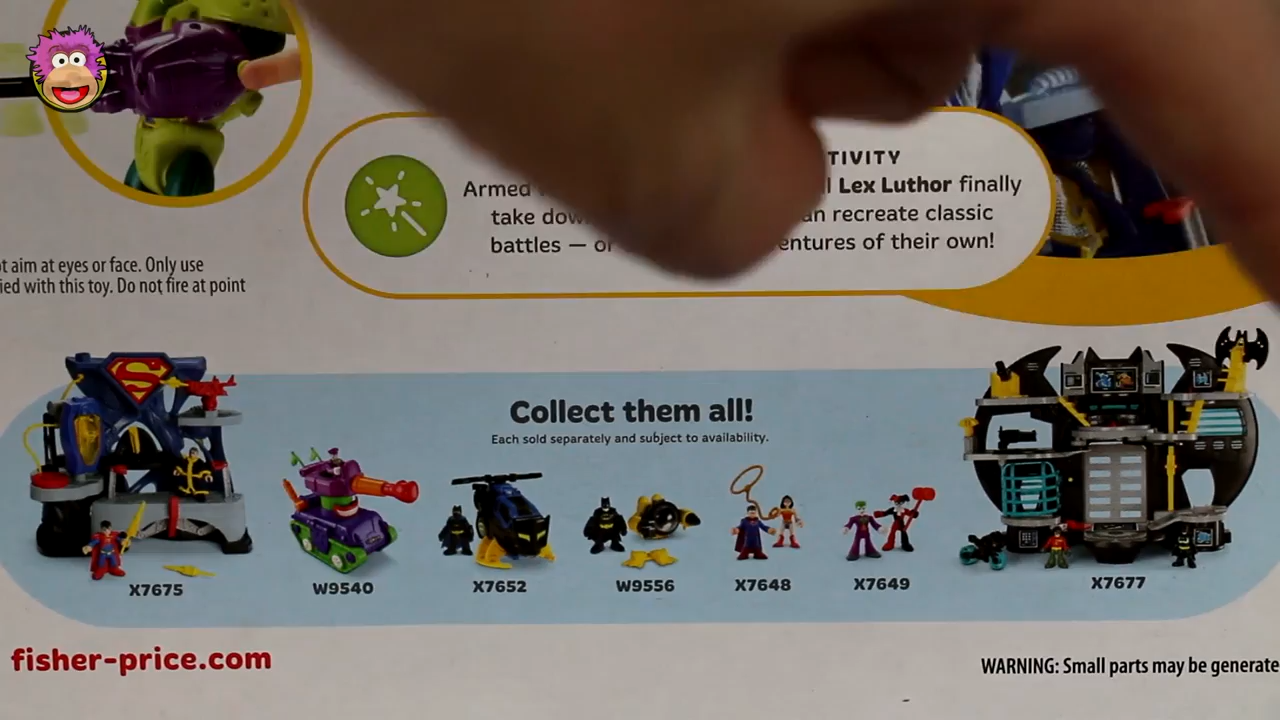 TIVITY
Armed
Lex Luthor finally
take dow
an recreate classic
battles — or
entures of their own!
ot aim at eyes or face. Only use
ied with this toy. Do not fire at point
Collect them all!
Each sold separately and subject to availability.
X7675
W9540
X7652
W9556
X7648
X7649
X7677
fisher-price.com
WARNING: Small parts may be generate